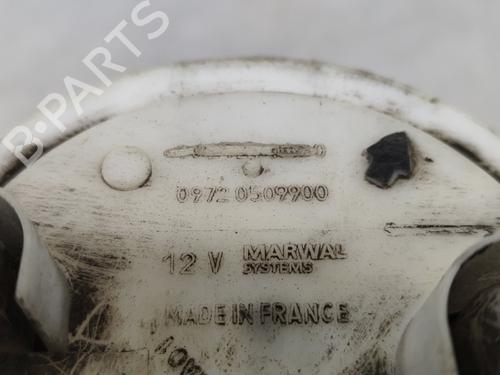 B·PARTS
0972 0509900
12 V MARWAL SYSTEMS
MADE IN FRANCE